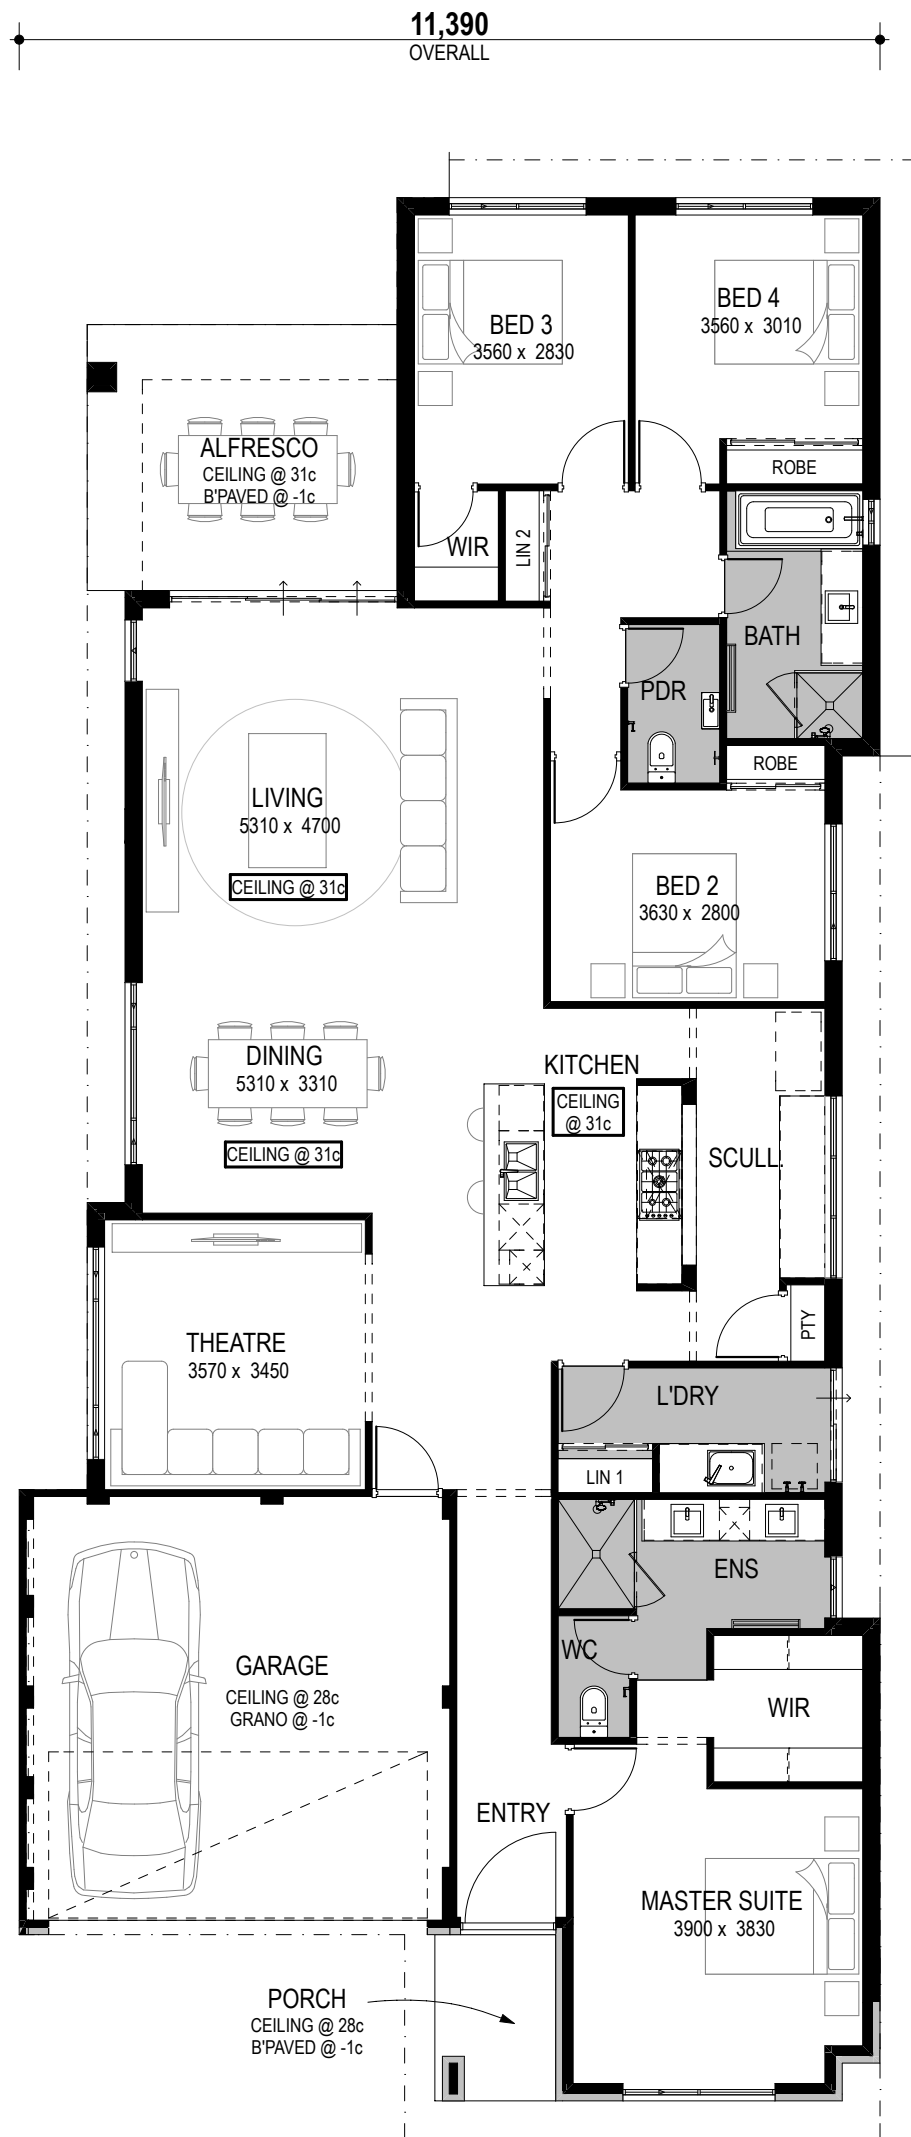 11,390
OVERALL
BED 3
3560 x 2830
BED 4
3560 x 3010
ALFRESCO
CEILING @ 31c
B'PAVED @ -1c
ROBE
WIR
LIN 2
BATH
PDR
ROBE
LIVING
5310 x 4700
CEILING @ 31c
BED 2
3630 x 2800
DINING
5310 x 3310
CEILING @ 31c
KITCHEN
CEILING
@ 31c
SCULL.
THEATRE
3570 x 3450
PTY
L'DRY
LIN 1
ENS
WC
GARAGE
CEILING @ 28c
GRANO @ -1c
WIR
ENTRY
MASTER SUITE
3900 x 3830
PORCH
CEILING @ 28c
B'PAVED @ -1c